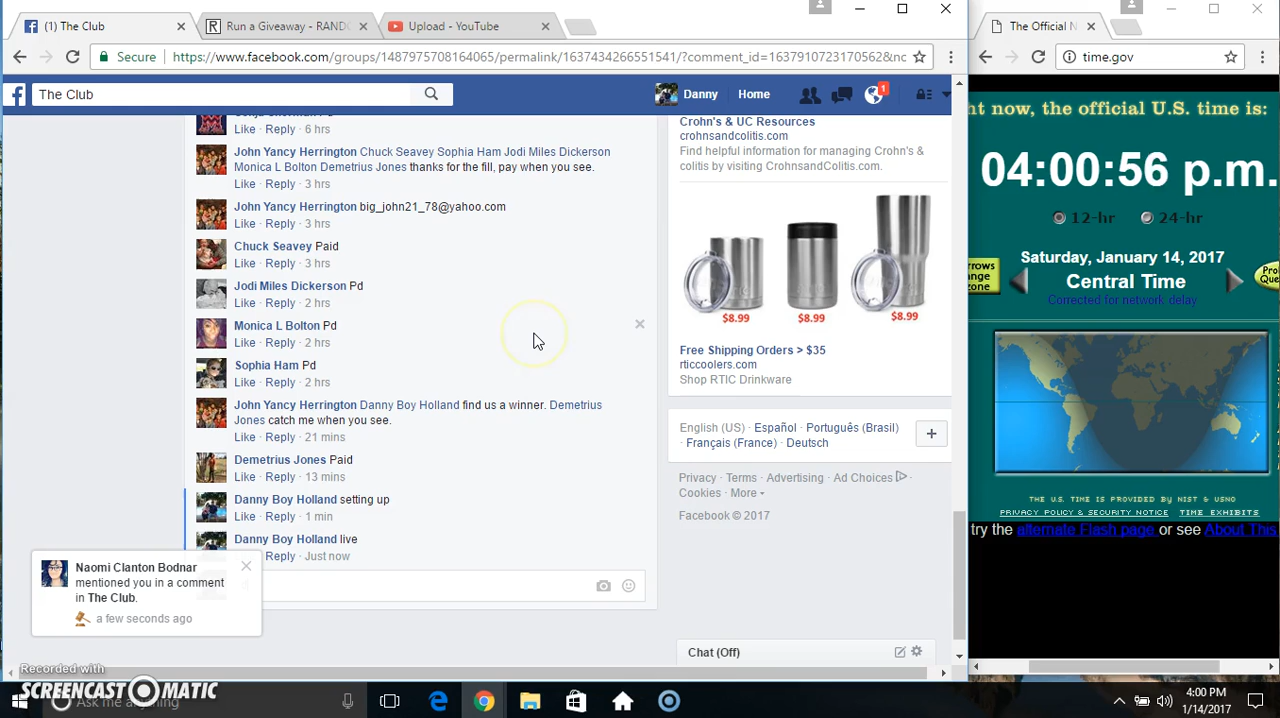 (1) The Club
Run a Giveaway - RANDO
Upload - YouTube
The Official N
Secure
https://www.facebook.com/groups/1487975708164065/permalink/1637434266551541/?comment_id=1637910723170562&nc
time.gov
The Club
Danny
Home
1
Like · Reply · 6 hrs
John Yancy Herrington Chuck Seavey Sophia Ham Jodi Miles Dickerson
Monica L Bolton Demetrius Jones thanks for the fill, pay when you see.
Like · Reply · 3 hrs
John Yancy Herrington big_john21_78@yahoo.com
Like · Reply · 3 hrs
Chuck Seavey Paid
Like · Reply · 3 hrs
Jodi Miles Dickerson Pd
Like · Reply · 2 hrs
Monica L Bolton Pd
Like · Reply · 2 hrs
Sophia Ham Pd
Like · Reply · 2 hrs
John Yancy Herrington Danny Boy Holland find us a winner. Demetrius
Jones catch me when you see.
Like · Reply · 21 mins
Demetrius Jones Paid
Like · Reply · 13 mins
Danny Boy Holland setting up
Like · Reply · 1 min
Danny Boy Holland live
Reply · Just now
Naomi Clanton Bodnar
mentioned you in a comment
in The Club.
a few seconds ago
Crohn's & UC Resources
crohnsandcolitis.com
Find helpful information for managing Crohn's &
colitis by visiting CrohnsandColitis.com.
$8.99
$8.99
$8.99
Free Shipping Orders > $35
rticcoolers.com
Shop RTIC Drinkware
English (US) · Español · Português (Brasil)
· Français (France) · Deutsch
Privacy · Terms · Advertising · Ad Choices ·
Cookies · More
Facebook © 2017
Chat (Off)
ht now, the official U.S. time is:
04:00:56 p.m.
12-hr
24-hr
Saturday, January 14, 2017
Central Time
Corrected for network delay
arrows
ange
zone
Pro
Que
THE U.S. TIME IS PROVIDED BY NIST & USNO
PRIVACY POLICY & SECURITY NOTICE TIME EXHIBITS
try the alternate Flash page or see About This
Recorded with
SCREENCAST-O-MATIC
Ask me anything
4:00 PM
1/14/2017